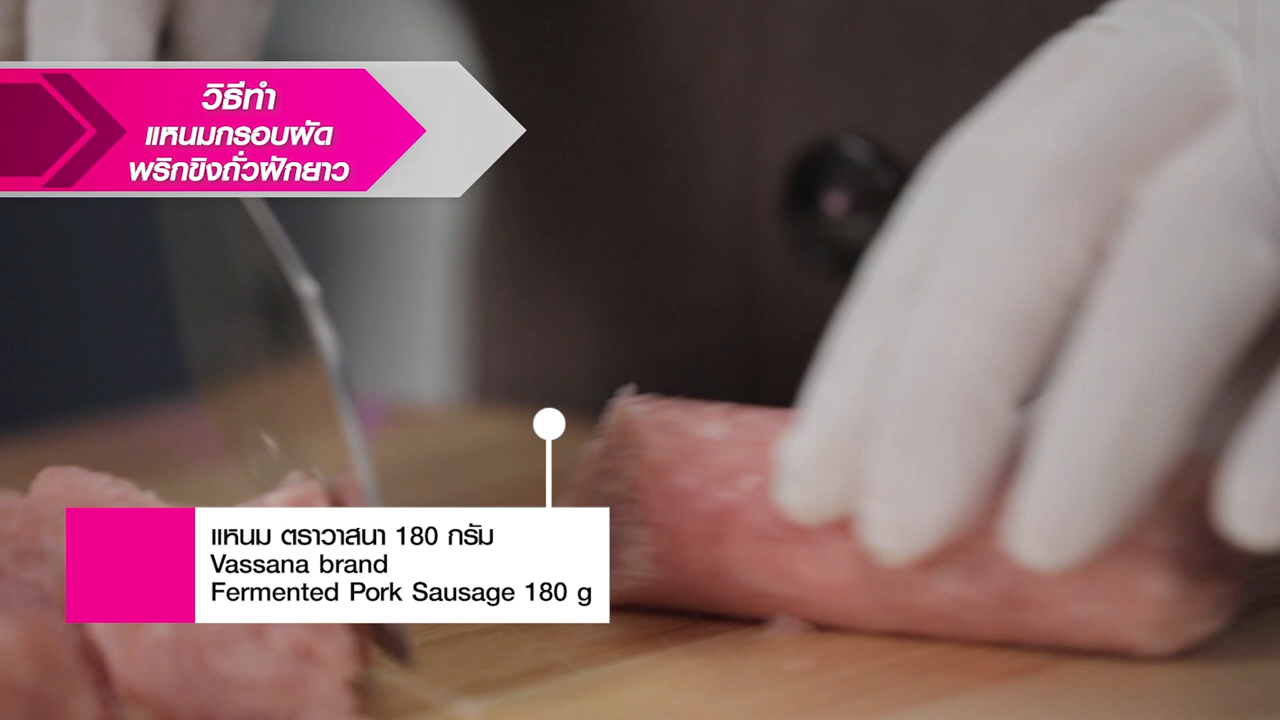 วิธีทำ
แหนมกรอบผัด
พริกขิงถั่วฝักยาว
แหนม ตราวาสนา 180 กรัม
Vassana brand
Fermented Pork Sausage 180 g